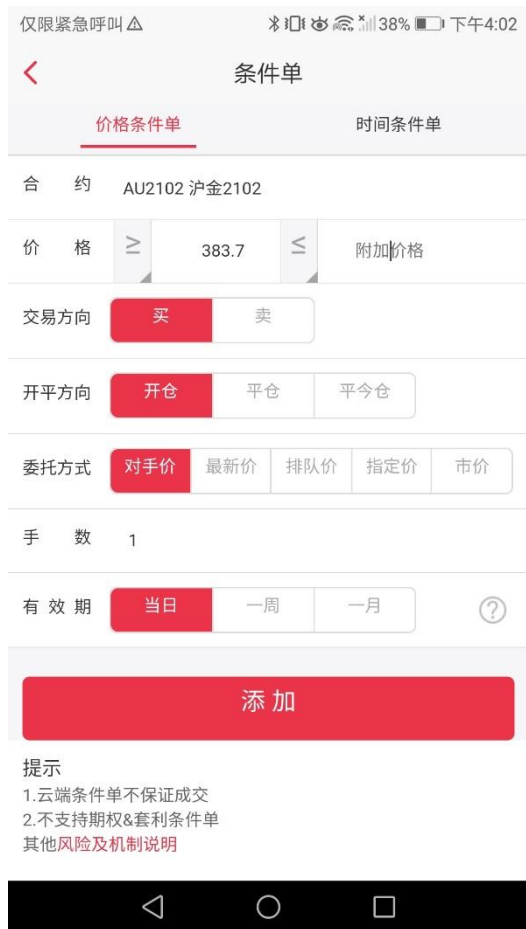 仅限紧急呼叫 38% 下午4:02
条件单
价格条件单 时间条件单
合约 AU2102 沪金2102
价格 ≥ 383.7 ≤ 附加价格
交易方向 买 卖
开平方向 开仓 平仓 平今仓
委托方式 对手价 最新价 排队价 指定价 市价
手数 1
有效期 当日 一周 一月 ?
添加
提示
1.云端条件单不保证成交
2.不支持期权&套利条件单
其他风险及机制说明